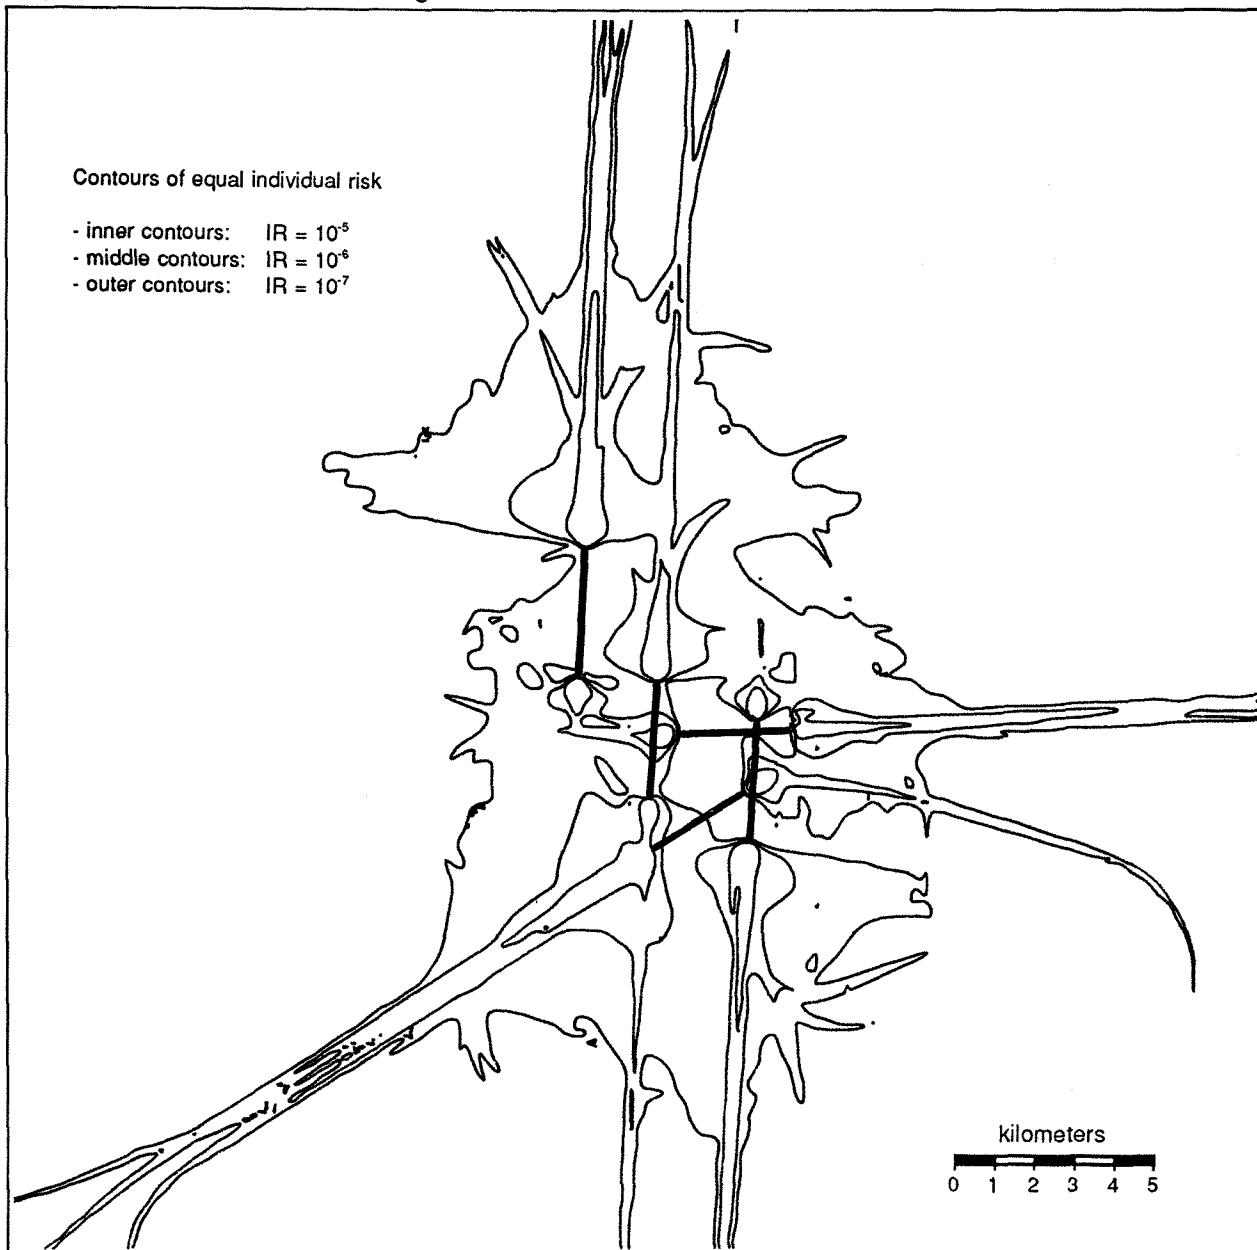 Contours of equal individual risk
- inner contours: IR = 10⁻⁵
- middle contours: IR = 10⁻⁶
- outer contours: IR = 10⁻⁷
kilometers
0 1 2 3 4 5